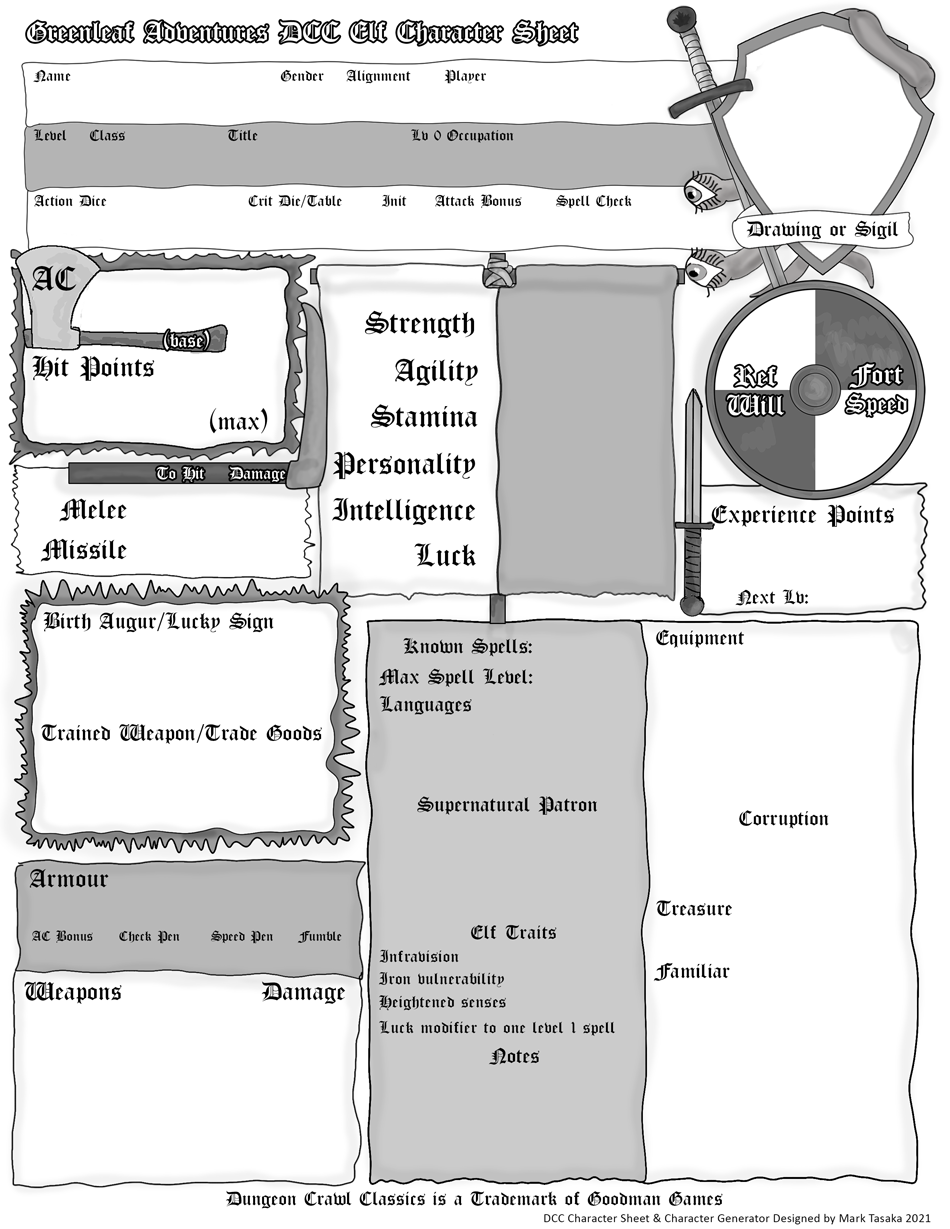 Greenleaf Adventures' DCC Elf Character Sheet
Name Gender Alignment Player
Level Class Title Lv 0 Occupation
Action Dice Crit Die/Table Init Attack Bonus Spell Check
Drawing or Sigil
AC
(base)
Hit Points
(max)
To Hit Damage
Melee
Missile
Strength
Agility
Stamina
Personality
Intelligence
Luck
Ref Fort
Will Speed
Experience Points
Next Lv:
Birth Augur/Lucky Sign
Trained Weapon/Trade Goods
Armour
AC Bonus Check Pen Speed Pen Fumble
Weapons Damage
Known Spells:
Max Spell Level:
Languages
Supernatural Patron
Elf Traits
Infravision
Iron vulnerability
Heightened senses
Luck modifier to one level 1 spell
Notes
Equipment
Corruption
Treasure
Familiar
Dungeon Crawl Classics is a Trademark of Goodman Games
DCC Character Sheet & Character Generator Designed by Mark Tasaka 2021